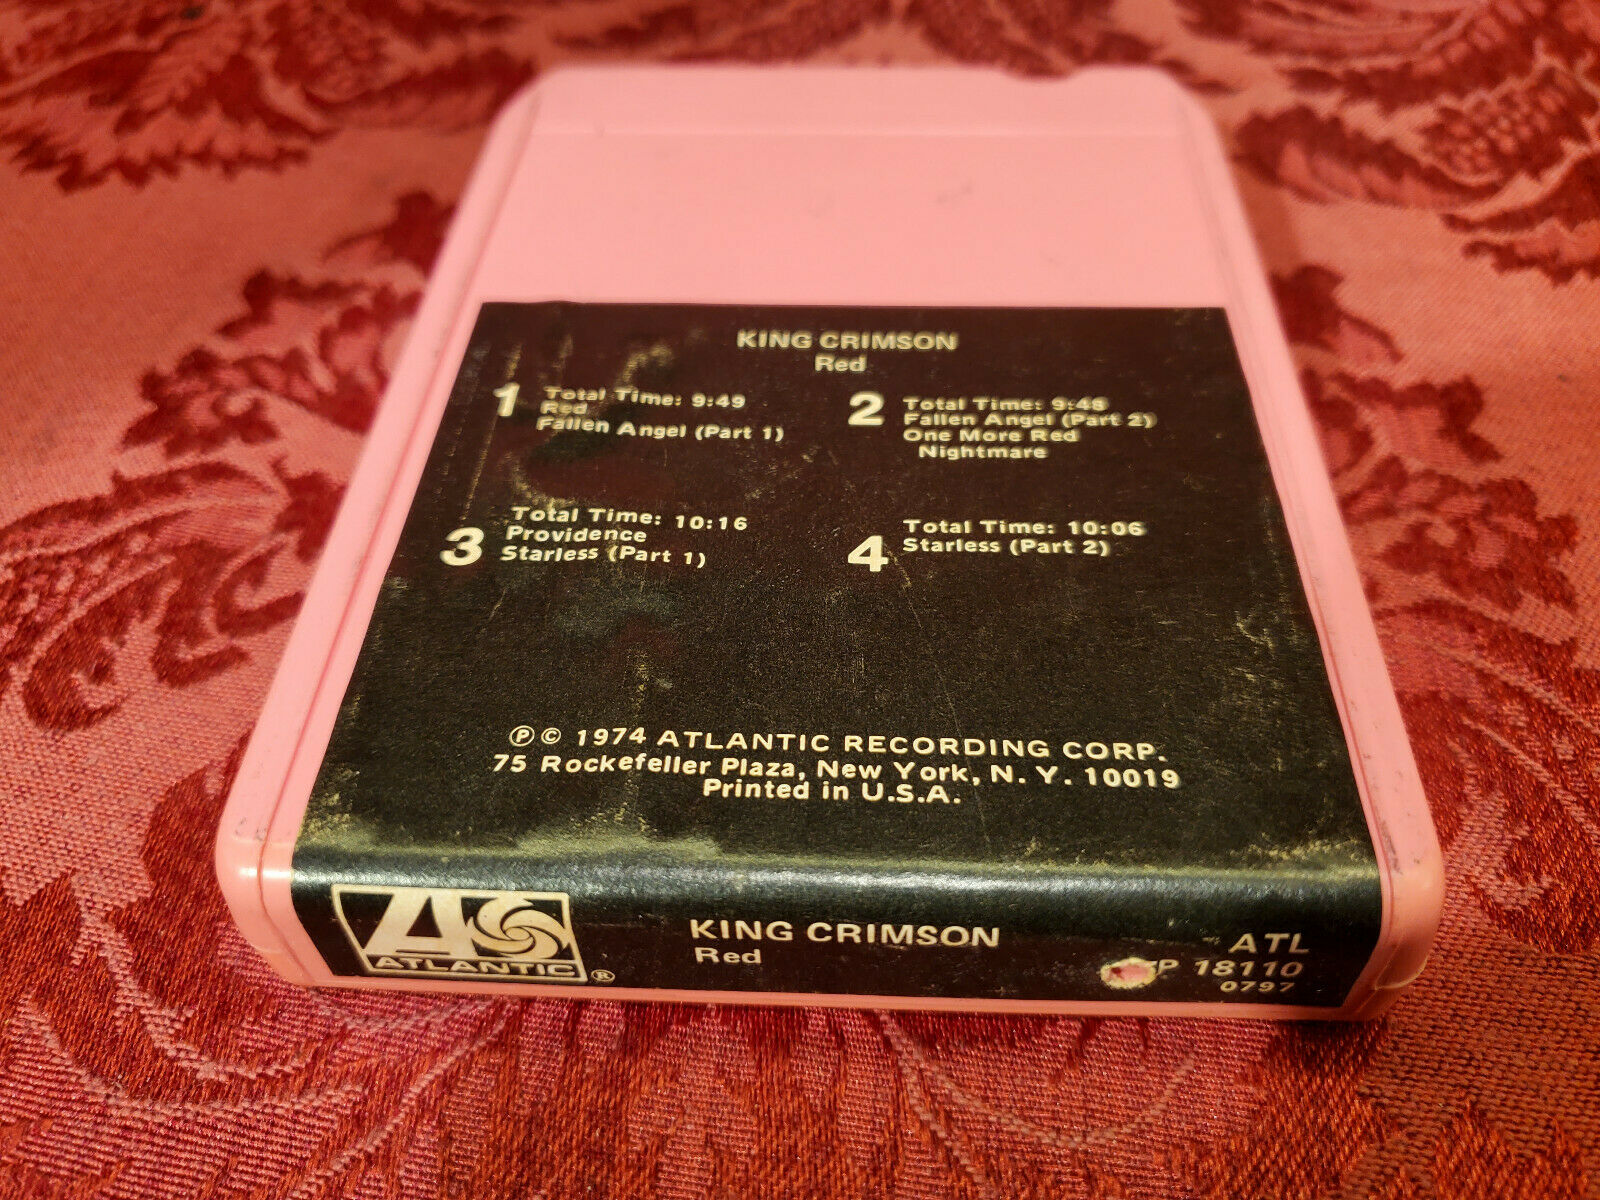 KING CRIMSON
Red
1 Total Time: 9:49
Red
Fallen Angel (Part 1)
2 Total Time: 9:48
Fallen Angel (Part 2)
One More Red
Nightmare
3 Total Time: 10:16
Providence
Starless (Part 1)
4 Total Time: 10:06
Starless (Part 2)
℗ © 1974 ATLANTIC RECORDING CORP.
75 Rockefeller Plaza, New York, N. Y. 10019
Printed in U.S.A.
A
ATLANTIC ®
KING CRIMSON
Red
ATL
P 18110
0797